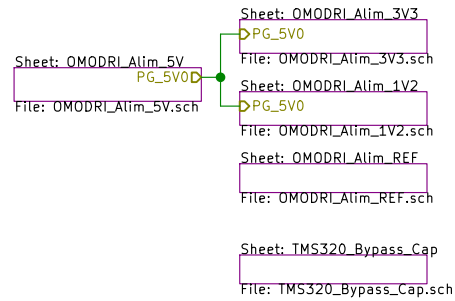 Sheet: OMODRI_Alim_5V
PG_5V0
File: OMODRI_Alim_5V.sch
Sheet: OMODRI_Alim_3V3
PG_5V0
File: OMODRI_Alim_3V3.sch
Sheet: OMODRI_Alim_1V2
PG_5V0
File: OMODRI_Alim_1V2.sch
Sheet: OMODRI_Alim_REF
File: OMODRI_Alim_REF.sch
Sheet: TMS320_Bypass_Cap
File: TMS320_Bypass_Cap.sch